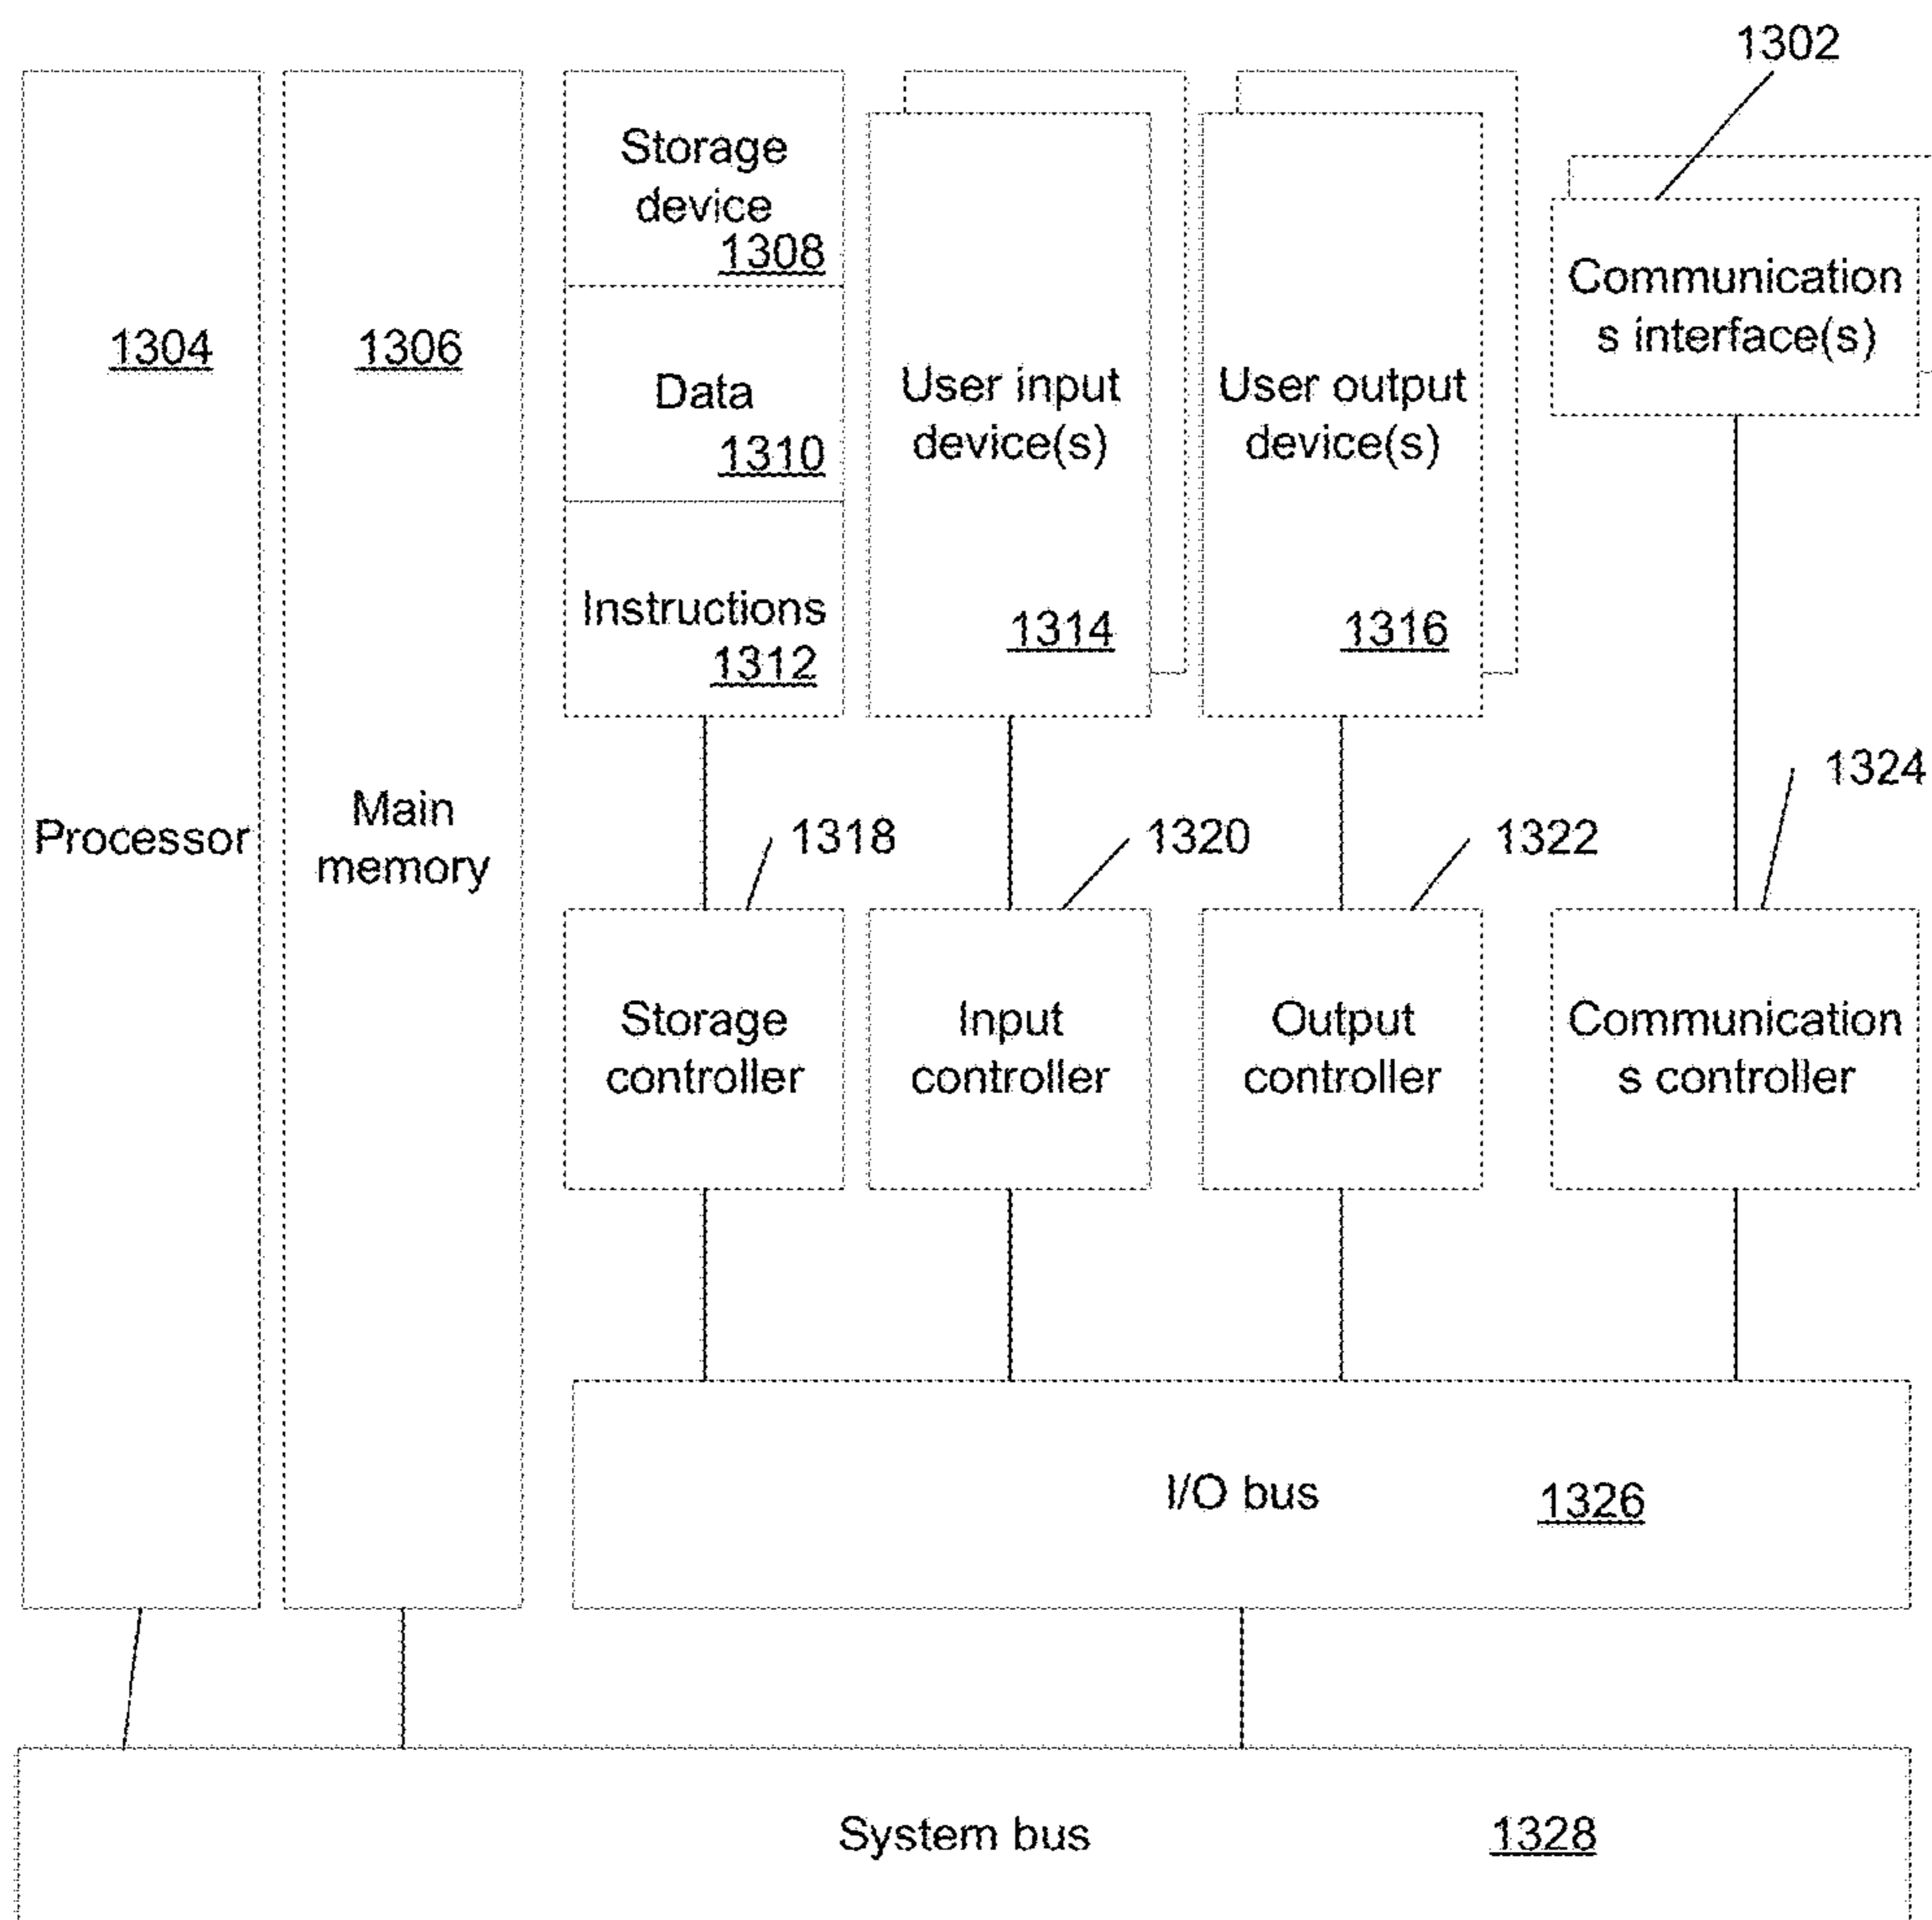 1302
1304
Processor
1306
Main
memory
Storage
device
1308
Data
1310
Instructions
1312
User input
device(s)
1314
User output
device(s)
1316
Communication
s interface(s)
1318
1320
1322
1324
Storage
controller
Input
controller
Output
controller
Communication
s controller
I/O bus
1326
System bus
1328